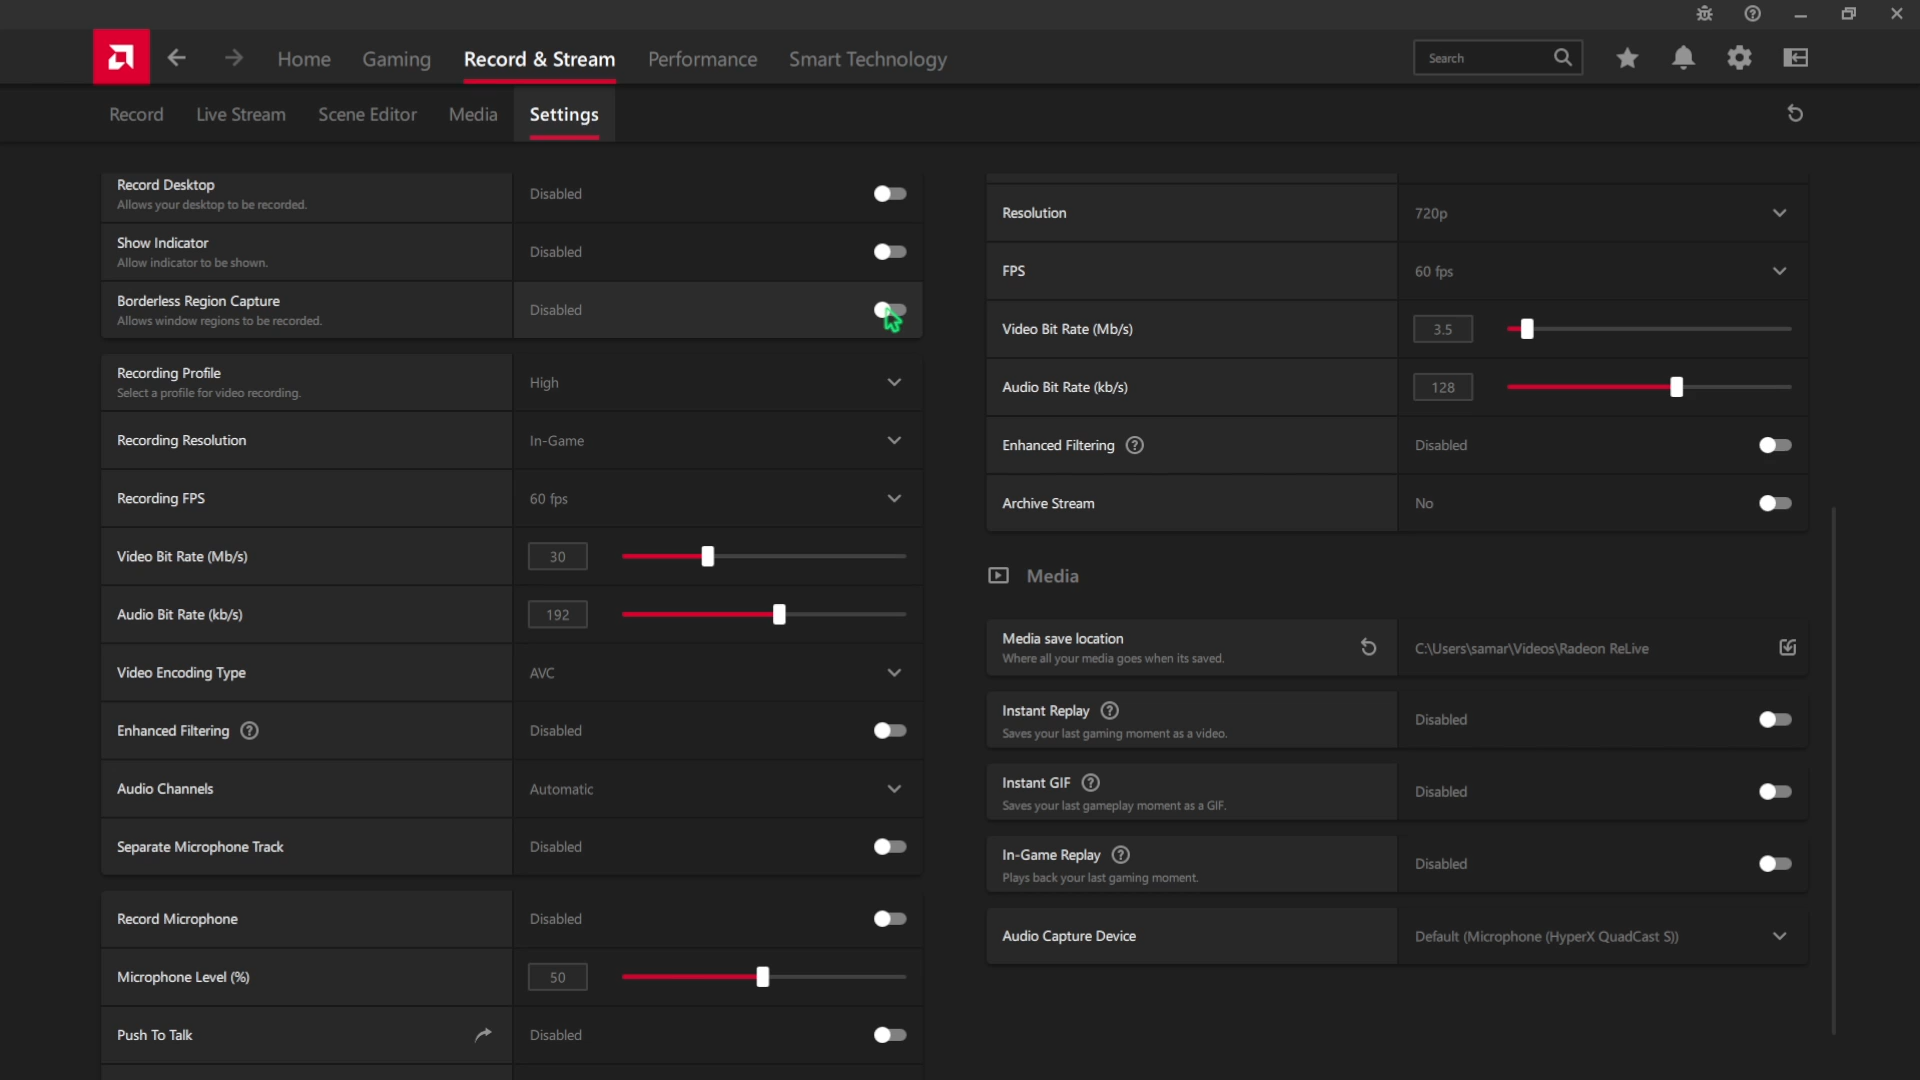 Home
Gaming
Record & Stream
Performance
Smart Technology
Search
Record
Live Stream
Scene Editor
Media
Settings
Record Desktop
Allows your desktop to be recorded.
Disabled
Show Indicator
Allow indicator to be shown.
Disabled
Borderless Region Capture
Allows window regions to be recorded.
Disabled
Recording Profile
Select a profile for video recording.
High
Recording Resolution
In-Game
Recording FPS
60 fps
Video Bit Rate (Mb/s)
30
Audio Bit Rate (kb/s)
192
Video Encoding Type
AVC
Enhanced Filtering
Disabled
Audio Channels
Automatic
Separate Microphone Track
Disabled
Record Microphone
Disabled
Microphone Level (%)
50
Push To Talk
Disabled
Resolution
720p
FPS
60 fps
Video Bit Rate (Mb/s)
3.5
Audio Bit Rate (kb/s)
128
Enhanced Filtering
Disabled
Archive Stream
No
Media
Media save location
Where all your media goes when its saved.
C:\Users\samar\Videos\Radeon ReLive
Instant Replay
Saves your last gaming moment as a video.
Disabled
Instant GIF
Saves your last gameplay moment as a GIF.
Disabled
In-Game Replay
Plays back your last gaming moment.
Disabled
Audio Capture Device
Default (Microphone (HyperX QuadCast S))